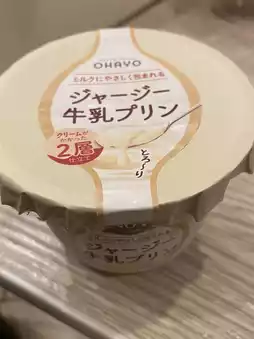 OHAYO
ミルクにやさしく包まれる
ジャージー
牛乳プリン
クリームが
かかった
2層
仕立て
とろ〜り
ジャージー
牛乳プリン